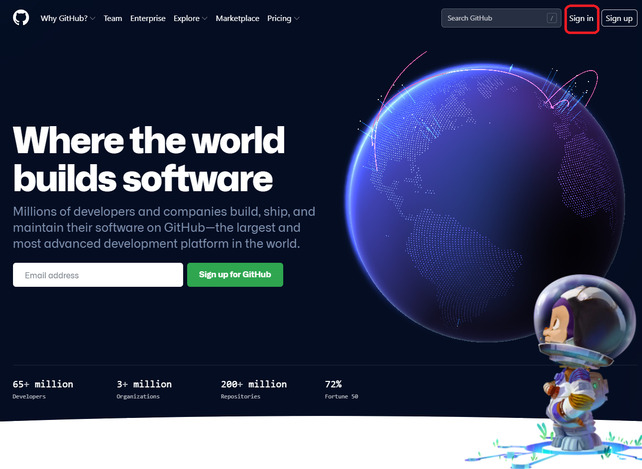 Why GitHub?
Team
Enterprise
Explore
Marketplace
Pricing
Search GitHub
/
Sign in
Sign up
Where the world
builds software
Millions of developers and companies build, ship, and
maintain their software on GitHub—the largest and
most advanced development platform in the world.
Email address
Sign up for GitHub
65+ million
Developers
3+ million
Organizations
200+ million
Repositories
72%
Fortune 50